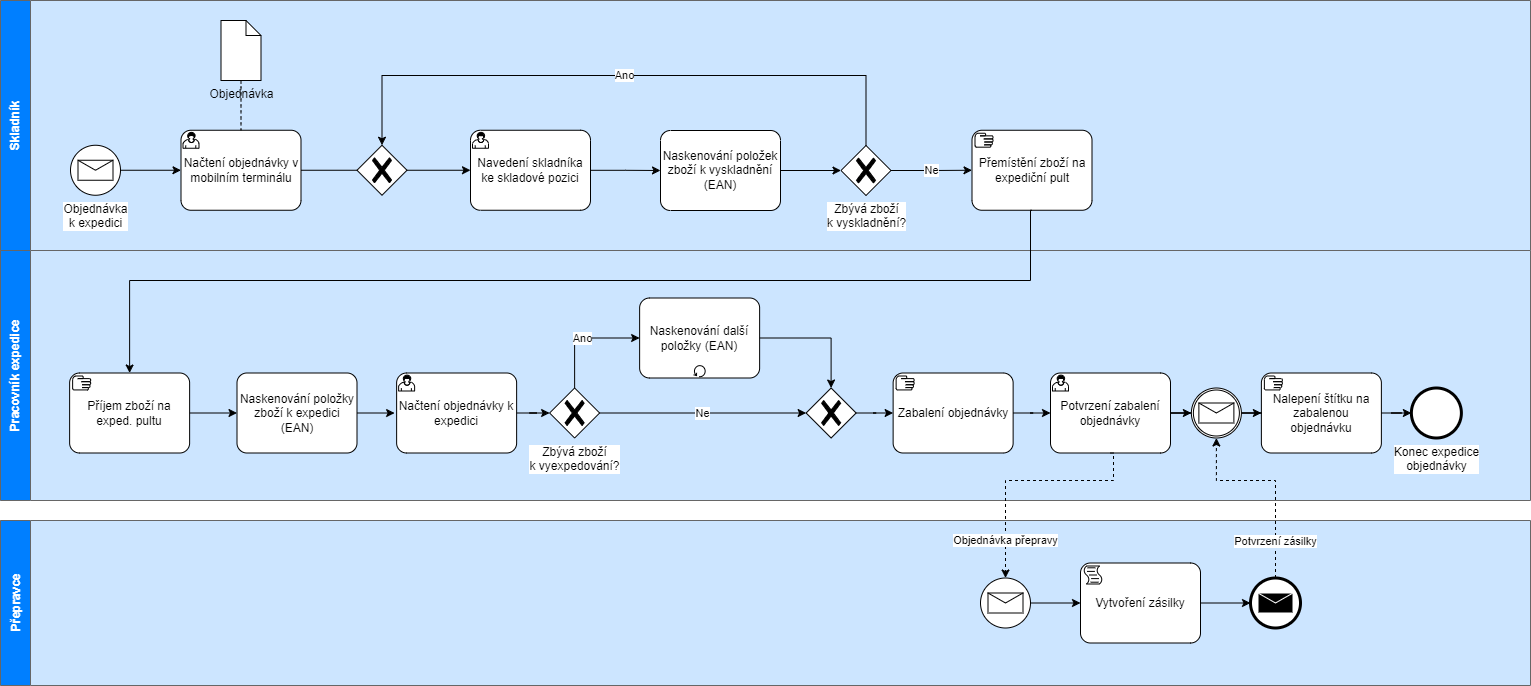 Skladník
Objednávka
Objednávka
k expedici
Načtení objednávky v
mobilním terminálu
Ano
Navedení skladníka
ke skladové pozici
Naskenování položek
zboží k vyskladnění
(EAN)
Zbývá zboží
k vyskladnění?
Ne
Přemístění zboží na
expediční pult
Pracovník expedice
Příjem zboží na
exped. pultu
Naskenování položky
zboží k expedici
(EAN)
Načtení objednávky k
expedici
Zbývá zboží
k vyexpedování?
Ano
Naskenování další
položky (EAN)
Ne
Zabalení objednávky
Potvrzení zabalení
objednávky
Nalepení štítku na
zabalenou
objednávku
Konec expedice
objednávky
Přepravce
Objednávka přepravy
Vytvoření zásilky
Potvrzení zásilky